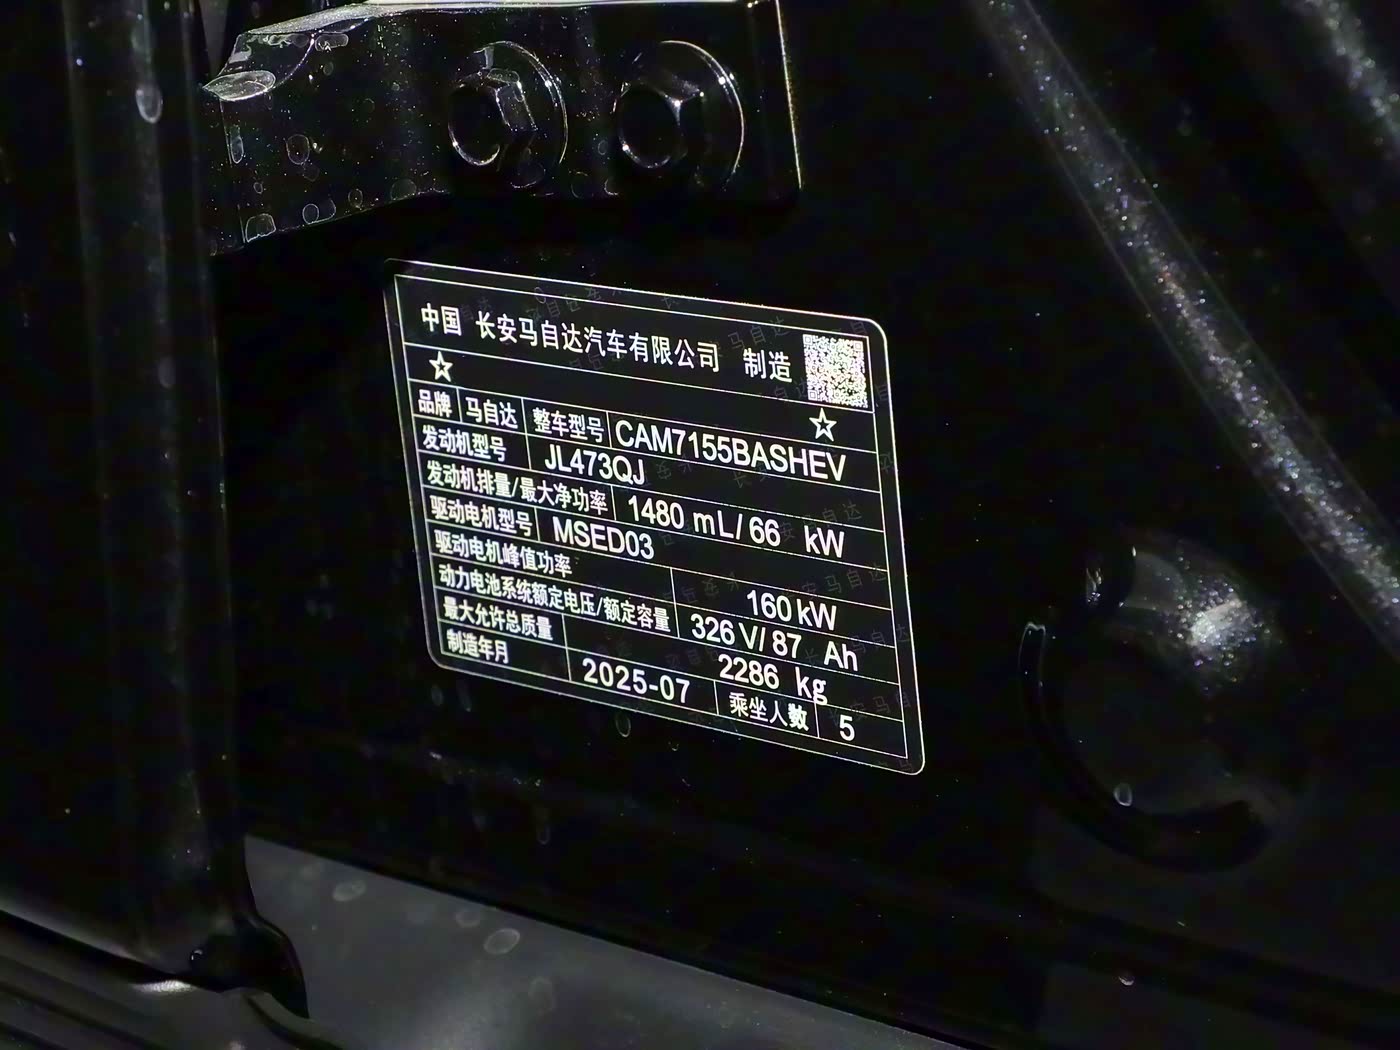 中国 长安马自达汽车有限公司 制造
☆ ☆
品牌 马自达 整车型号 CAM7155BASHEV
发动机型号 JL473QJ
发动机排量/最大净功率 1480 mL/ 66 kW
驱动电机型号 MSED03
驱动电机峰值功率 160 kW
动力电池系统额定电压/额定容量 326 V/ 87 Ah
最大允许总质量 2286 kg
制造年月 2025-07 乘坐人数 5